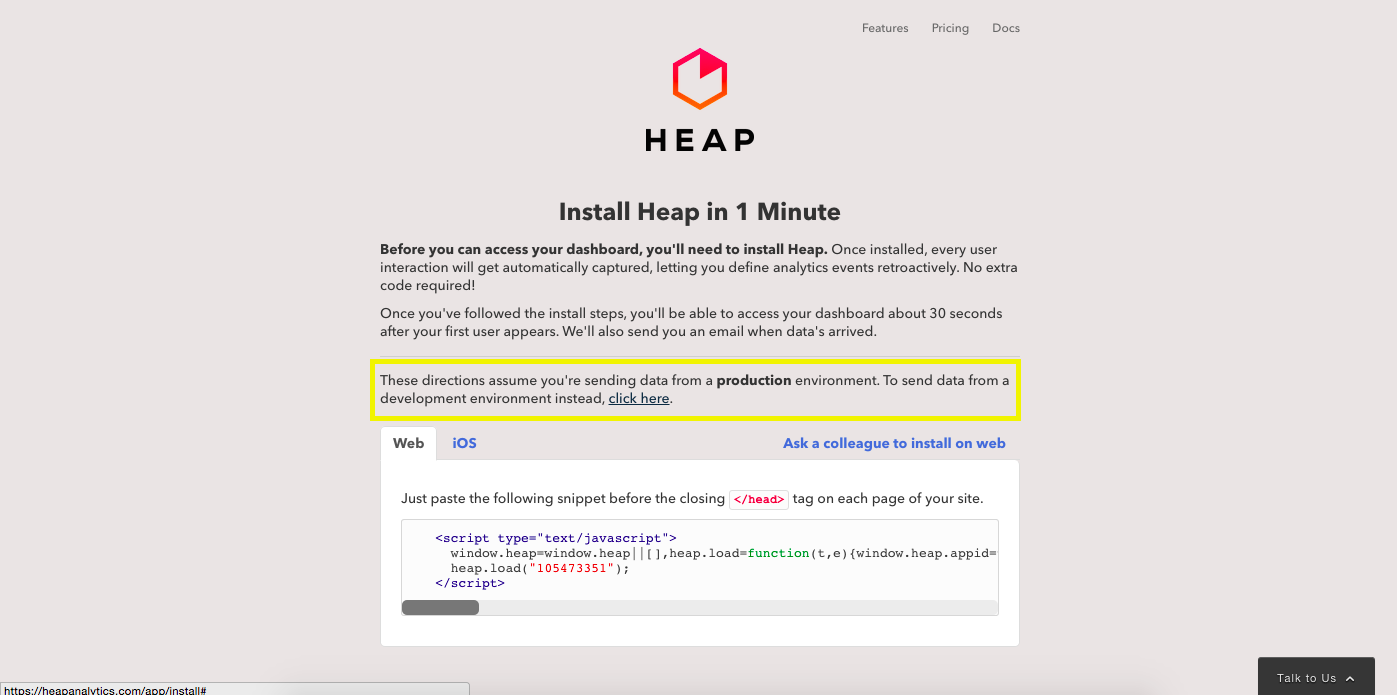 Features Pricing Docs
HEAP
Install Heap in 1 Minute
Before you can access your dashboard, you'll need to install Heap. Once installed, every user
interaction will get automatically captured, letting you define analytics events retroactively. No extra
code required!
Once you've followed the install steps, you'll be able to access your dashboard about 30 seconds
after your first user appears. We'll also send you an email when data's arrived.
These directions assume you're sending data from a production environment. To send data from a
development environment instead, click here.
Web iOS Ask a colleague to install on web
Just paste the following snippet before the closing </head> tag on each page of your site.
<script type="text/javascript">
window.heap=window.heap||[],heap.load=function(t,e){window.heap.appid=
heap.load("105473351");
</script>
Talk to Us
https://heapanalytics.com/app/install#